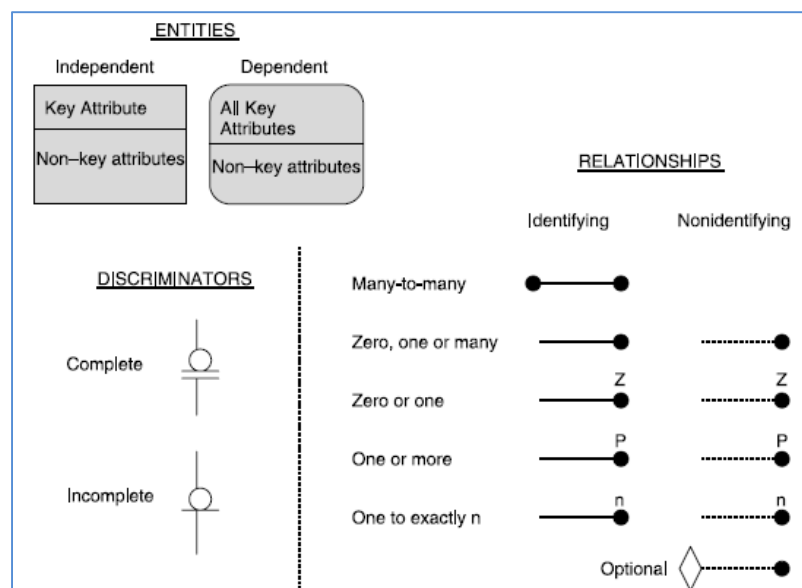 ENTITIES
Independent
Dependent
Key Attribute
Non-key attributes
All Key
Attributes
Non-key attributes
RELATIONSHIPS
Identifying
Nonidentifying
DISCRIMINATORS
Complete
Incomplete
Many-to-many
Zero, one or many
Zero or one
Z
Z
One or more
P
P
One to exactly n
n
n
Optional